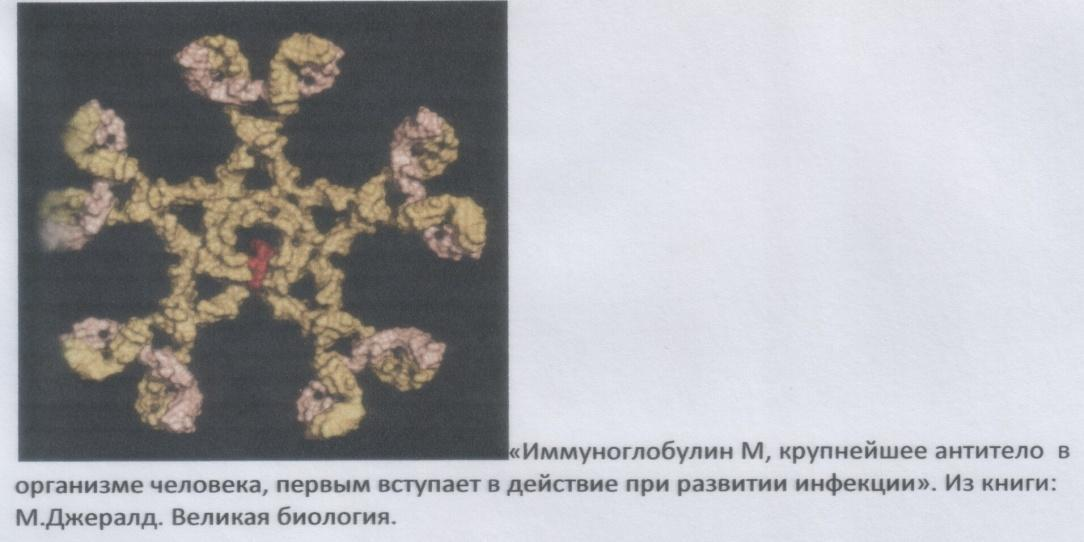 «Иммуноглобулин М, крупнейшее антитело в
организме человека, первым вступает в действие при развитии инфекции». Из книги:
М.Джералд. Великая биология.